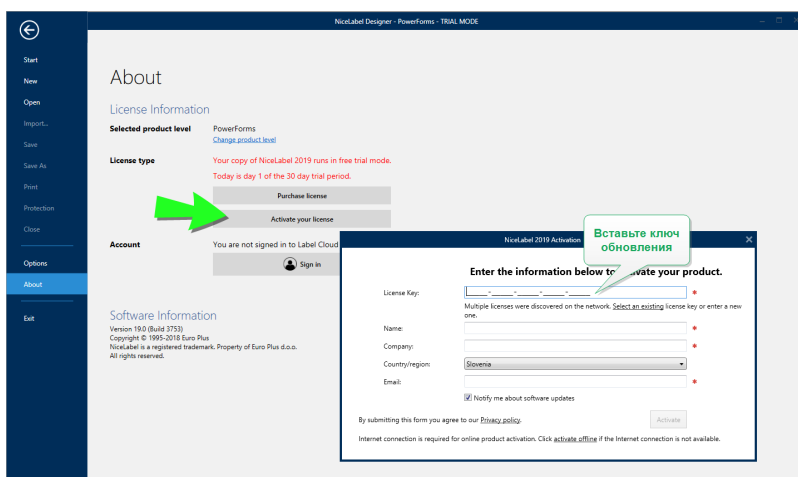 NiceLabel Designer - PowerForms - TRIAL MODE
Start
New
Open
Import...
Save
Save As
Print
Protection
Close
Options
About
Exit
About
License Information
Selected product level
PowerForms
Change product level
License type
Your copy of NiceLabel 2019 runs in free trial mode.
Today is day 1 of the 30 day trial period.
Purchase license
Activate your license
Account
You are not signed in to Label Cloud
Sign in
Software Information
Version 19.0 (Build 3753)
Copyright © 1995-2018 Euro Plus
NiceLabel is a registered trademark. Property of Euro Plus d.o.o.
All rights reserved.
NiceLabel 2019 Activation
Вставьте ключ
обновления
Enter the information below to activate your product.
License Key:
_____-_____-_____-_____-_____
*
Multiple licenses were discovered on the network. Select an existing license key or enter a new
one.
Name:
*
Company:
*
Country/region:
Slovenia
Email:
*
Notify me about software updates
By submitting this form you agree to our Privacy policy.
Activate
Internet connection is required for online product activation. Click activate offline if the Internet connection is not available.